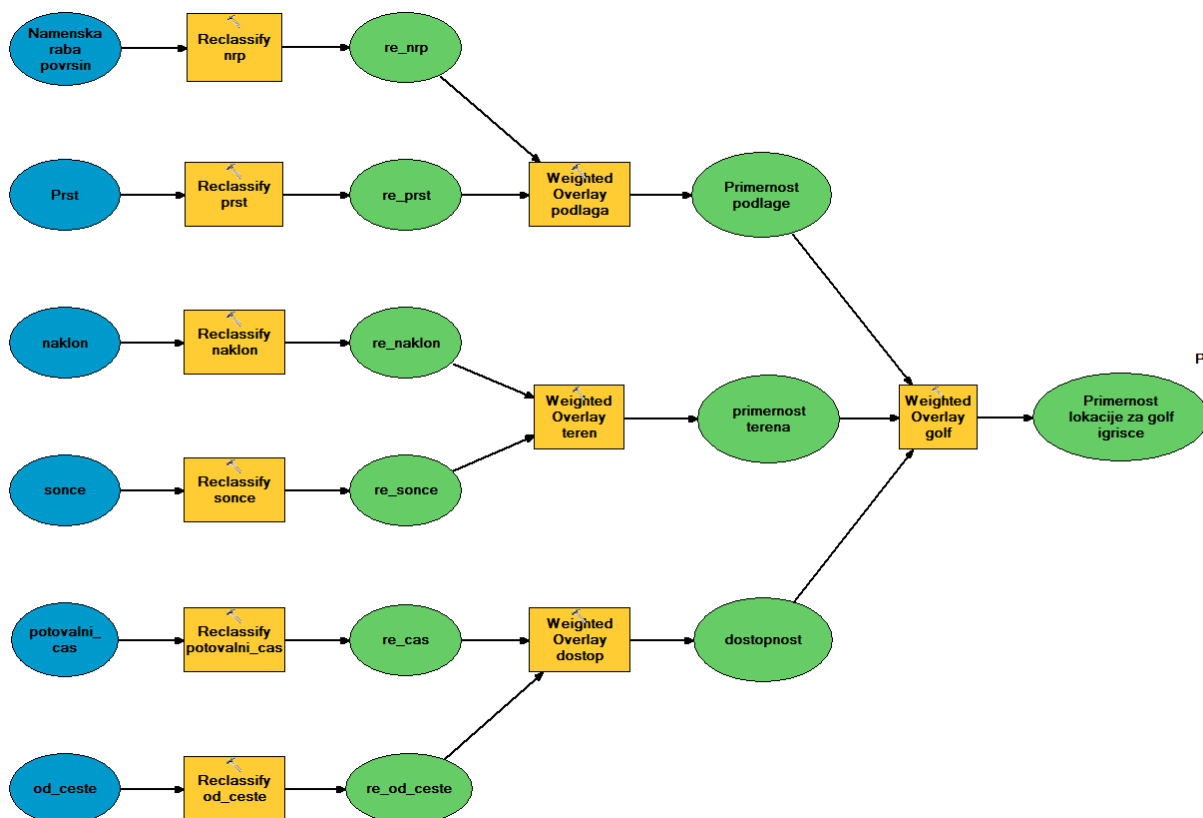 Namenska
raba
povrsin
Reclassify
nrp
re_nrp
Prst
Reclassify
prst
re_prst
Weighted
Overlay
podlaga
Primernost
podlage
naklon
Reclassify
naklon
re_naklon
Weighted
Overlay
teren
primernost
terena
Weighted
Overlay
golf
Primernost
lokacije za golf
igrisce
P
sonce
Reclassify
sonce
re_sonce
potovalni_
cas
Reclassify
potovalni_cas
re_cas
Weighted
Overlay
dostop
dostopnost
od_ceste
Reclassify
od_ceste
re_od_ceste